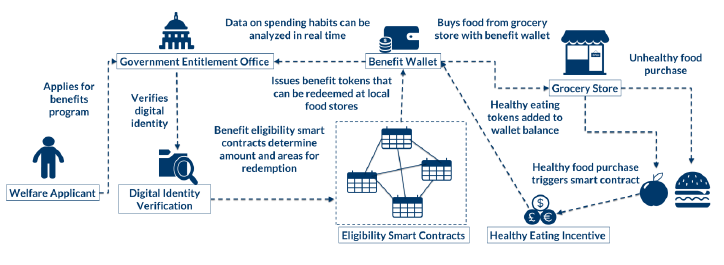 Data on spending habits can be
analyzed in real time
Buys food from grocery
store with benefit wallet
Government Entitlement Office
Benefit Wallet
Unhealthy food
purchase
Applies for
benefits
program
Verifies
digital
identity
Issues benefit tokens that
can be redeemed at local
food stores
Grocery Store
Healthy eating
tokens added to
wallet balance
Benefit eligibility smart
contracts determine
amount and areas for
redemption
Healthy food purchase
triggers smart contract
Welfare Applicant
Digital Identity
Verification
$
£
€
Eligibility Smart Contracts
Healthy Eating Incentive